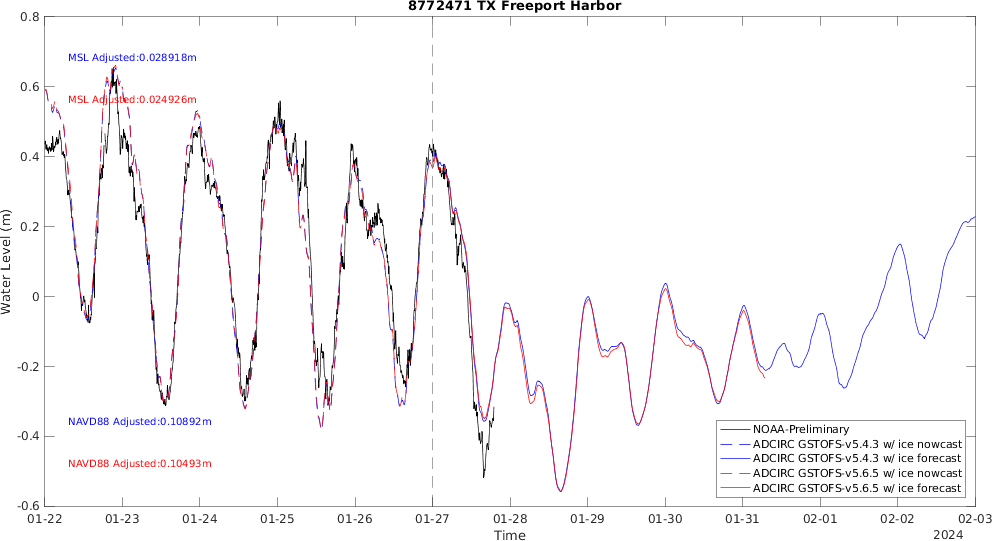 8772471 TX Freeport Harbor
0.8
0.6
0.4
0.2
0
-0.2
-0.4
-0.6
Water Level (m)
MSL Adjusted:0.028918m
MSL Adjusted:0.024926m
NAVD88 Adjusted:0.10892m
NAVD88 Adjusted:0.10493m
NOAA-Preliminary
ADCIRC GSTOFS-v5.4.3 w/ ice nowcast
ADCIRC GSTOFS-v5.4.3 w/ ice forecast
ADCIRC GSTOFS-v5.6.5 w/ ice nowcast
ADCIRC GSTOFS-v5.6.5 w/ ice forecast
01-22 01-23 01-24 01-25 01-26 01-27 01-28 01-29 01-30 01-31 02-01 02-02 02-03
Time
2024